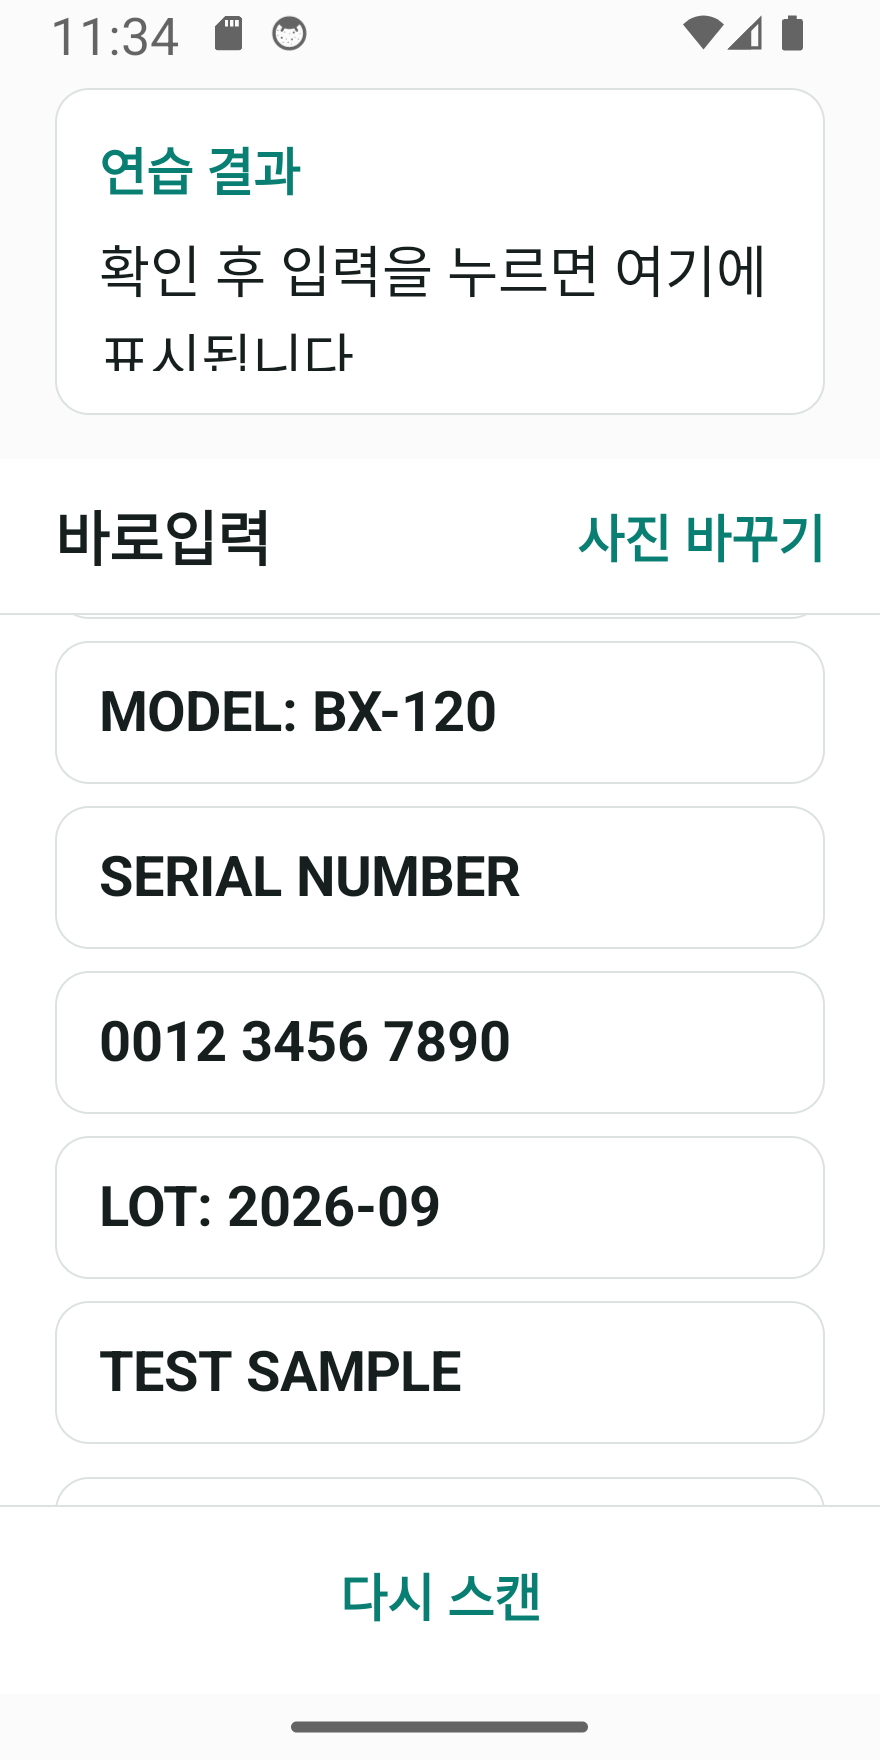 11:34
연습 결과
확인 후 입력을 누르면 여기에
표시됩니다
바로입력
사진 바꾸기
MODEL: BX-120
SERIAL NUMBER
0012 3456 7890
LOT: 2026-09
TEST SAMPLE
다시 스캔